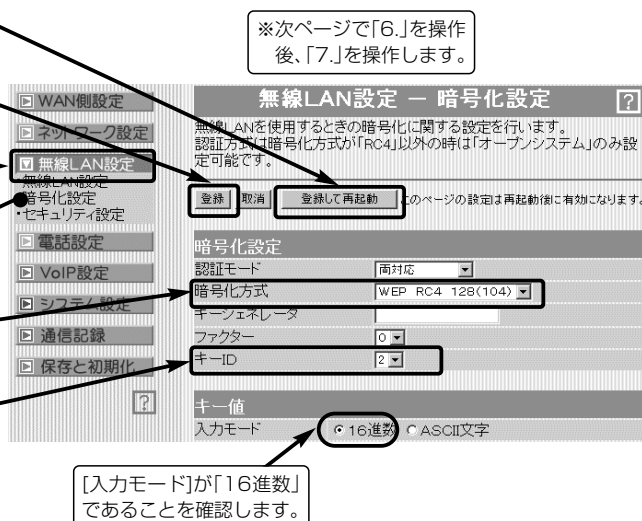 ※次ページで「6.」を操作
後、「7.」を操作します。
WAN側設定
ネットワーク設定
無線LAN設定
・無線LAN設定
暗号化設定
・セキュリティ設定
電話設定
VoIP設定
システム設定
通信記録
保存と初期化
?
無線LAN設定 － 暗号化設定
?
無線LANを使用するときの暗号化に関する設定を行います。
認証方式は暗号化方式が「RC4」以外の時は「オープンシステム」のみ設
定可能です。
登録 取消 登録して再起動 このページの設定は再起動後に有効になります。
暗号化設定
認証モード 両対応
暗号化方式 WEP RC4 128(104)
キージェネレータ
ファクター 0
キーID 2
キー値
入力モード 16進数 ASCII文字
[入力モード]が「16進数」
であることを確認します。